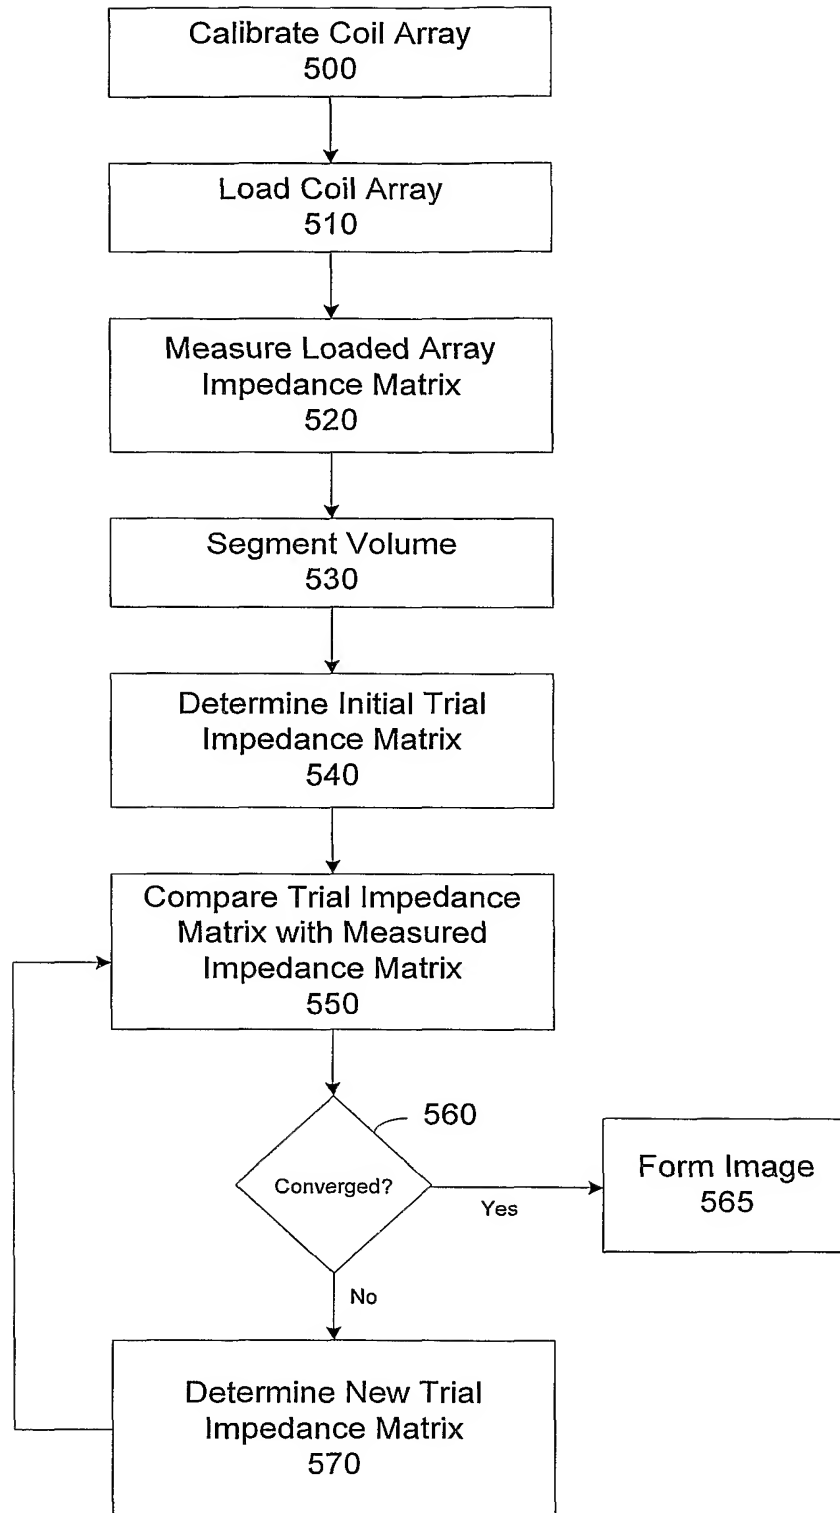 Calibrate Coil Array
500
Load Coil Array
510
Measure Loaded Array
Impedance Matrix
520
Segment Volume
530
Determine Initial Trial
Impedance Matrix
540
Compare Trial Impedance
Matrix with Measured
Impedance Matrix
550
560
Converged?
Yes
Form Image
565
No
Determine New Trial
Impedance Matrix
570